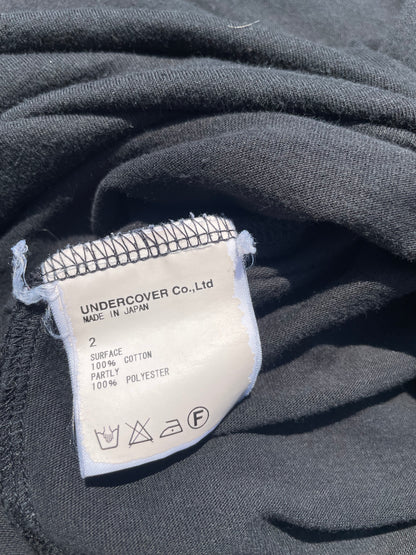 UNDERCOVER Co.,Ltd
MADE IN JAPAN
2
SURFACE
100% COTTON
PARTLY
100% POLYESTER
F